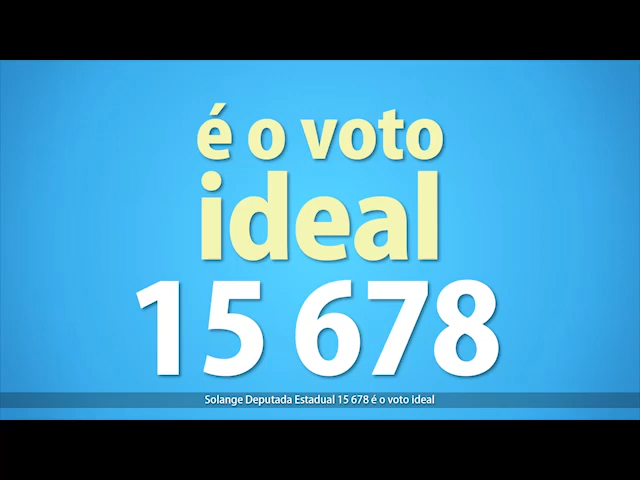 é o voto
ideal
15 678
Solange Deputada Estadual 15 678 é o voto ideal